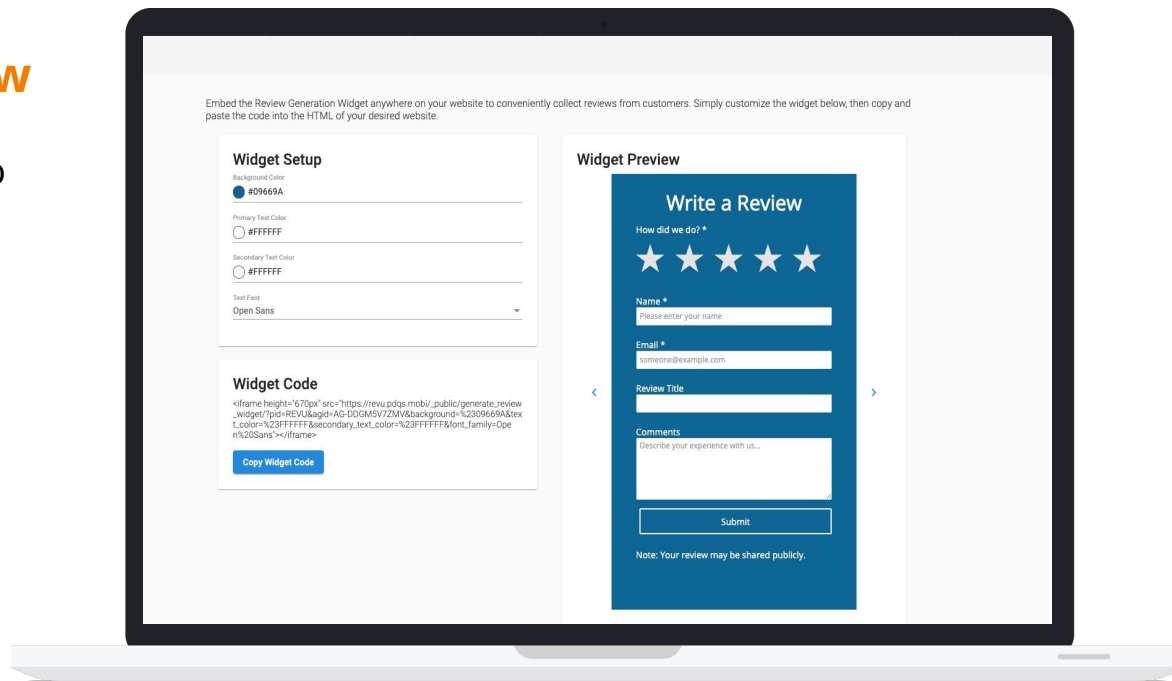 Embed the Review Generation Widget anywhere on your website to conveniently collect reviews from customers. Simply customize the widget below, then copy and
paste the code into the HTML of your desired website.
Widget Setup
Background Color
#09669A
Primary Text Color
#FFFFFF
Secondary Text Color
#FFFFFF
Text Font
Open Sans
Widget Code
<iframe height="670px" src="https://revu.pdqs.mobi/_public/generate_review
_widget/?pid=REVU&agid=AG-DDGM5V7ZMV&background=%2309669A&tex
t_color=%23FFFFFF&secondary_text_color=%23FFFFFF&font_family=Ope
n%20Sans"></iframe>
Copy Widget Code
Widget Preview
Write a Review
How did we do? *
Name *
Please enter your name
Email *
someone@example.com
Review Title
Comments
Describe your experience with us...
Submit
Note: Your review may be shared publicly.